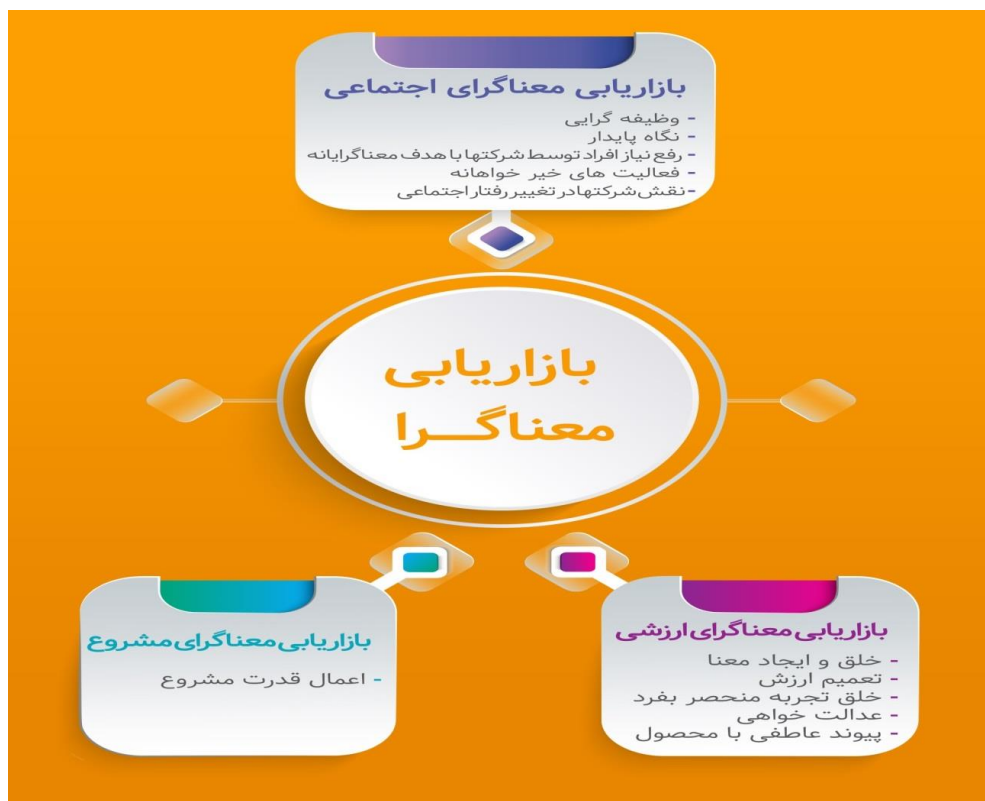 بازاریابی معناگرای اجتماعی
- وظیفه گرایی
- نگاه پایدار
- رفع نیاز افراد توسط شرکتها با هدف معناگرایانه
- فعالیت های خیر خواهانه
- نقش شرکتها در تغییر رفتار اجتماعی
بازاریابی
معناگـــرا
بازاریابی معناگرای ارزشی
- خلق و ایجاد معنا
- تعمیم ارزش
- خلق تجربه منحصر بفرد
- عدالت خواهی
- پیوند عاطفی با محصول
بازاریابی معناگرای مشروع
- اعمال قدرت مشروع